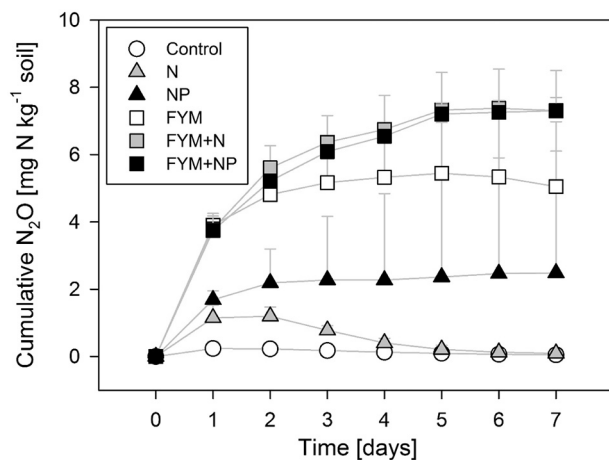 10
8
6
4
2
0
Cumulative N₂O [mg N kg⁻¹ soil]
Control
N
NP
FYM
FYM+N
FYM+NP
0 1 2 3 4 5 6 7
Time [days]